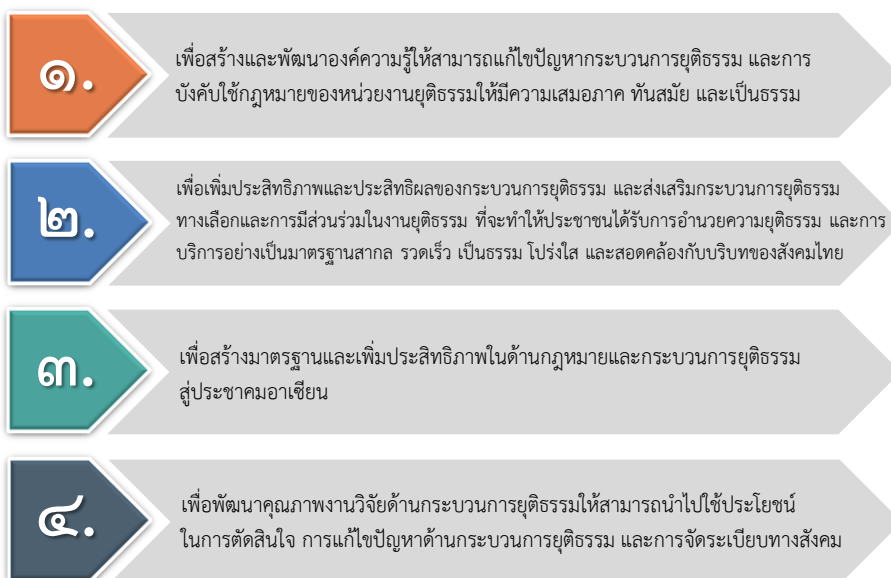 ๑.
เพื่อสร้างและพัฒนาองค์ความรู้ให้สามารถแก้ไขปัญหากระบวนการยุติธรรม และการ
บังคับใช้กฎหมายของหน่วยงานยุติธรรมให้มีความเสมอภาค ทันสมัย และเป็นธรรม
๒.
เพื่อเพิ่มประสิทธิภาพและประสิทธิผลของกระบวนการยุติธรรม และส่งเสริมกระบวนการยุติธรรม
ทางเลือกและการมีส่วนร่วมในงานยุติธรรม ที่จะทำให้ประชาชนได้รับการอำนวยความยุติธรรม และการ
บริการอย่างเป็นมาตรฐานสากล รวดเร็ว เป็นธรรม โปร่งใส และสอดคล้องกับบริบทของสังคมไทย
๓.
เพื่อสร้างมาตรฐานและเพิ่มประสิทธิภาพในด้านกฎหมายและกระบวนการยุติธรรม
สู่ประชาคมอาเซียน
๔.
เพื่อพัฒนาคุณภาพงานวิจัยด้านกระบวนการยุติธรรมให้สามารถนำไปใช้ประโยชน์
ในการตัดสินใจ การแก้ไขปัญหาด้านกระบวนการยุติธรรม และการจัดระเบียบทางสังคม